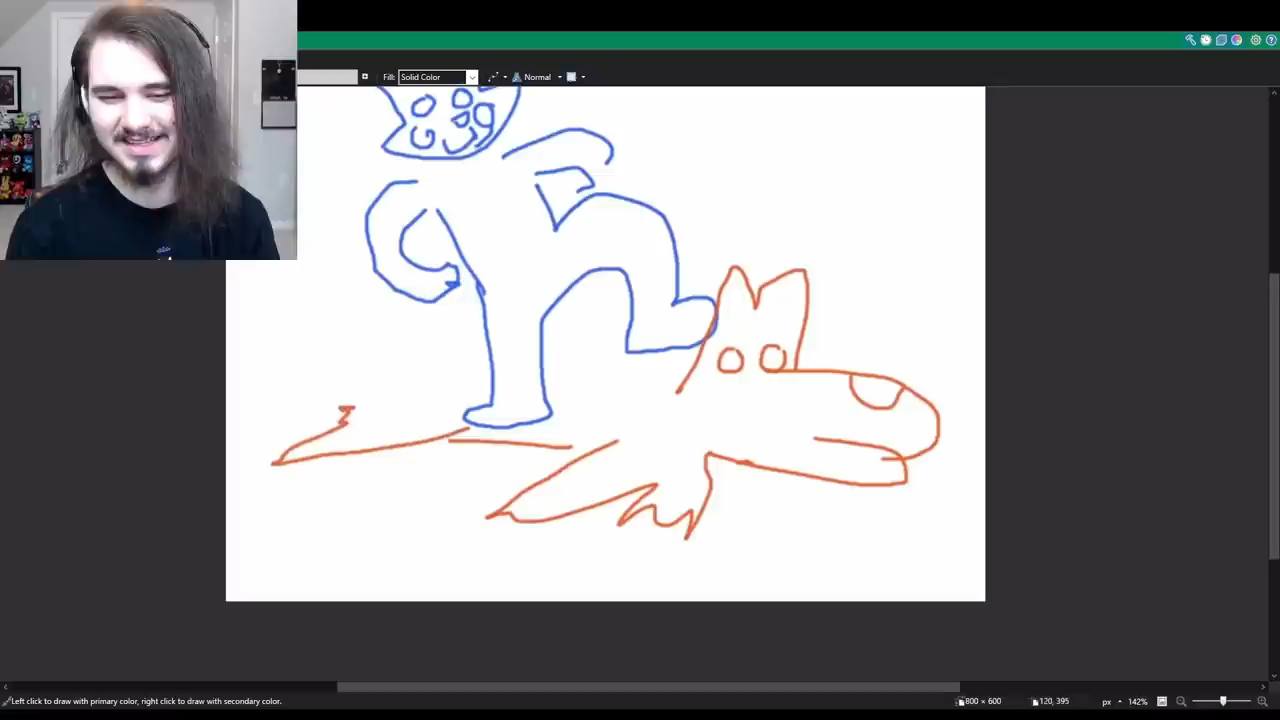 Fill: Solid Color Normal
Left click to draw with primary color, right click to draw with secondary color. 800 × 600 120, 395 px 142%